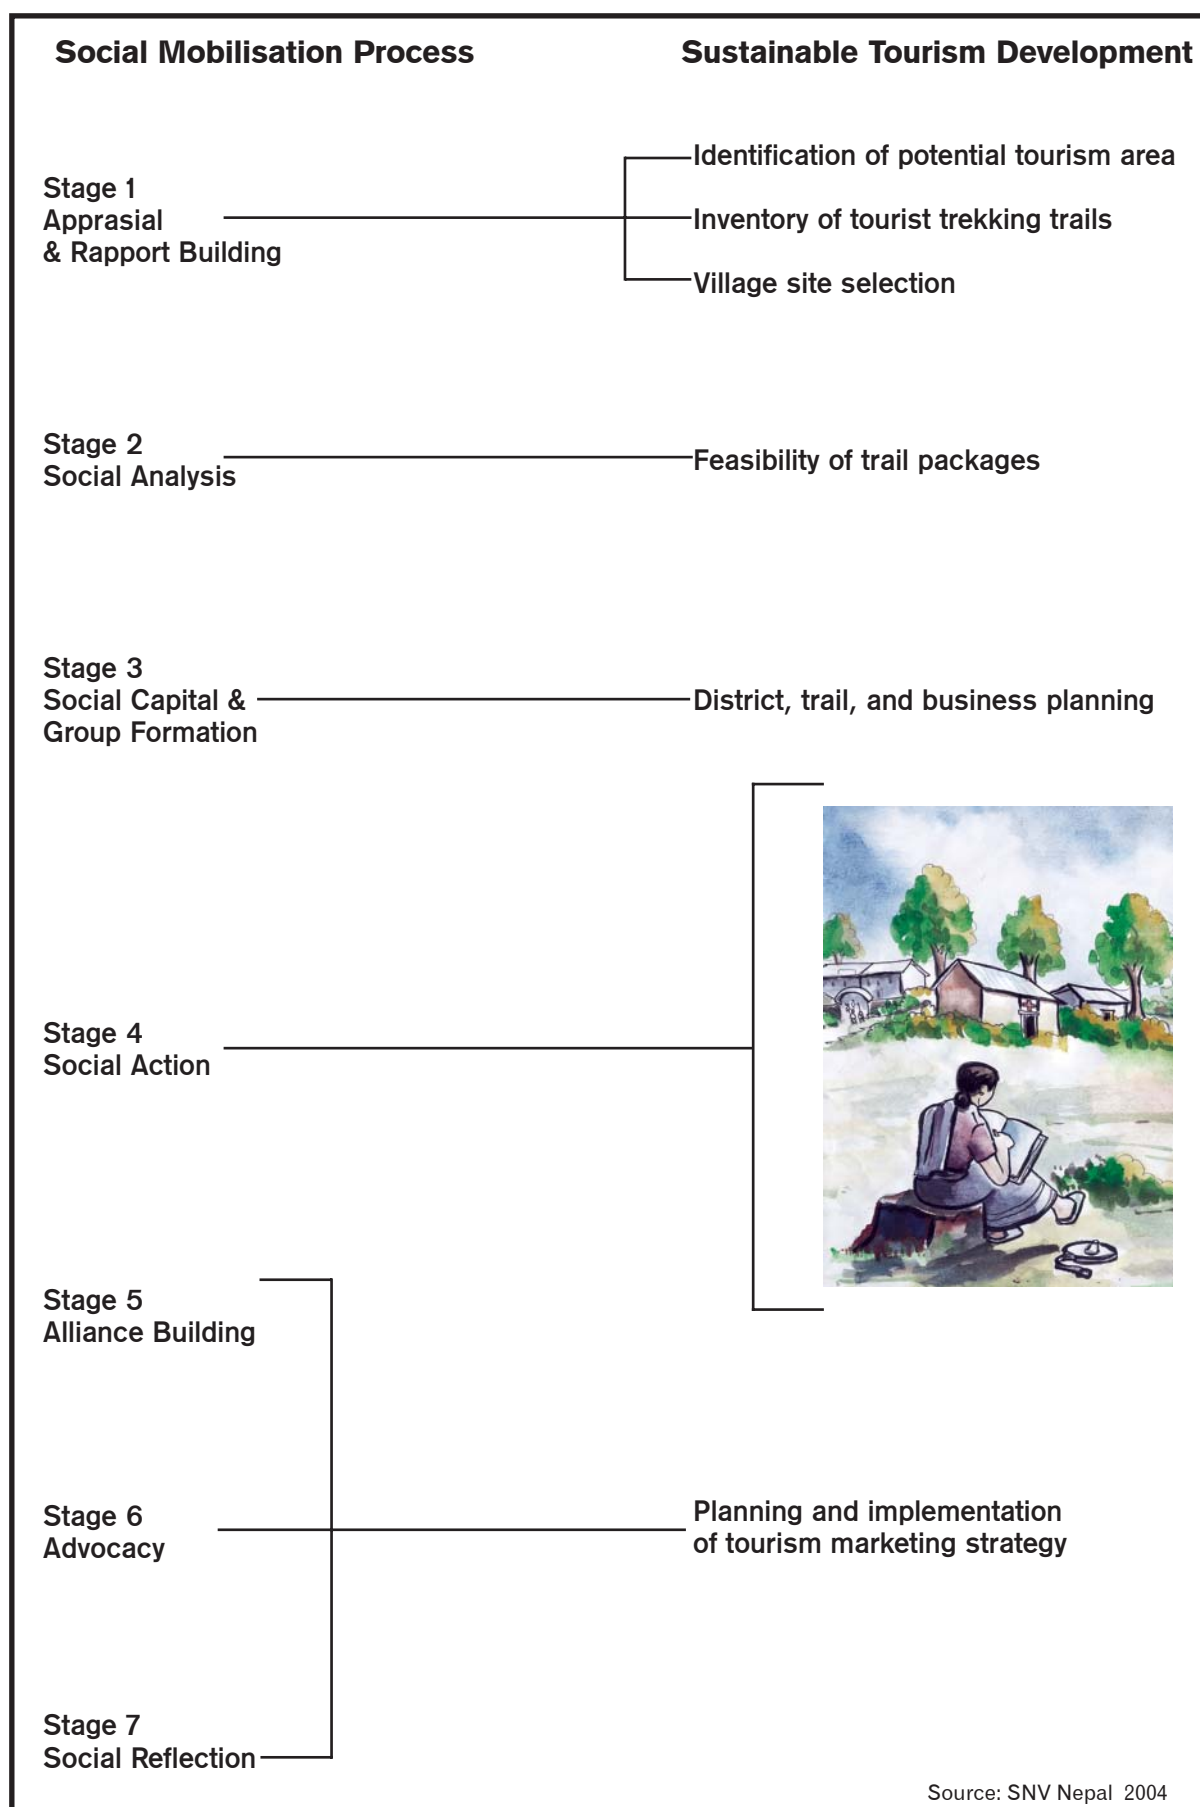 Social Mobilisation Process
Sustainable Tourism Development
Stage 1
Apprasial
& Rapport Building
Identification of potential tourism area
Inventory of tourist trekking trails
Village site selection
Stage 2
Social Analysis
Feasibility of trail packages
Stage 3
Social Capital &
Group Formation
District, trail, and business planning
Stage 4
Social Action
Stage 5
Alliance Building
Stage 6
Advocacy
Planning and implementation
of tourism marketing strategy
Stage 7
Social Reflection
Source: SNV Nepal 2004